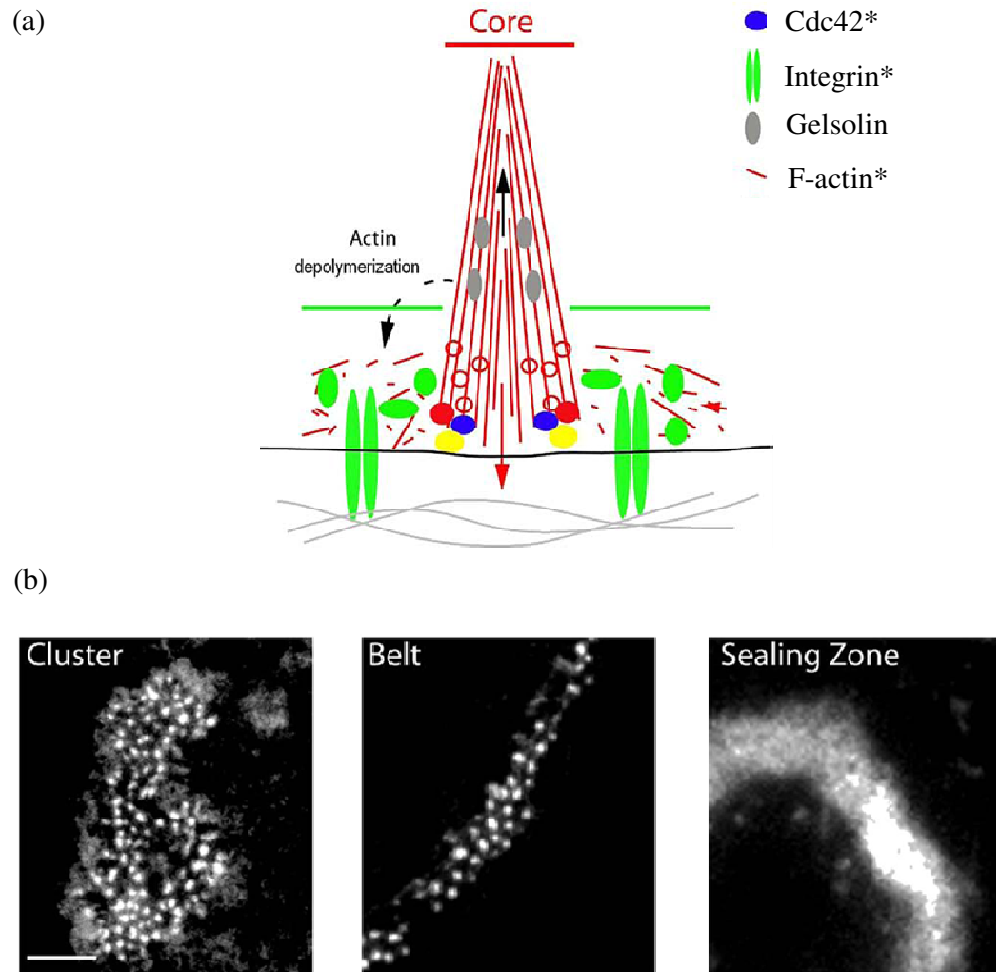 (a)
Core
Cdc42*
Integrin*
Gelsolin
F-actin*
Actin
depolymerization
(b)
Cluster
Belt
Sealing Zone